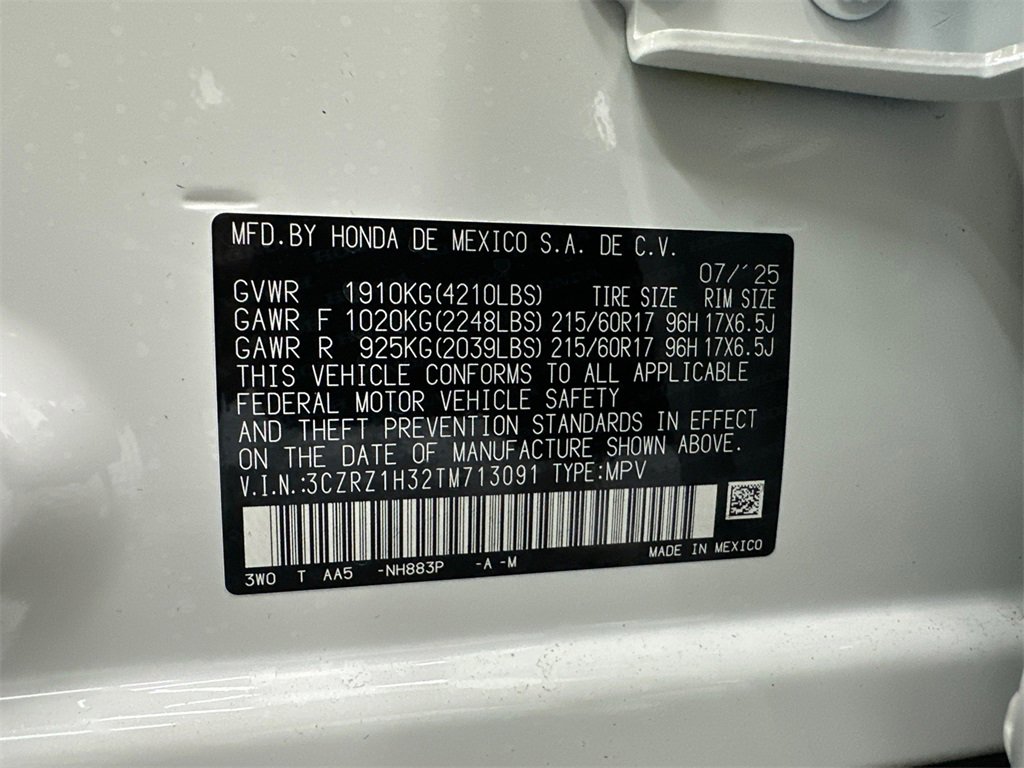 MFD.BY HONDA DE MEXICO S.A. DE C.V.
07/'25
GVWR 1910KG(4210LBS) TIRE SIZE RIM SIZE
GAWR F 1020KG(2248LBS) 215/60R17 96H 17X6.5J
GAWR R 925KG(2039LBS) 215/60R17 96H 17X6.5J
THIS VEHICLE CONFORMS TO ALL APPLICABLE
FEDERAL MOTOR VEHICLE SAFETY
AND THEFT PREVENTION STANDARDS IN EFFECT
ON THE DATE OF MANUFACTURE SHOWN ABOVE.
V.I.N.:3CZRZ1H32TM713091 TYPE:MPV
MADE IN MEXICO
3WO T AA5 -NH883P -A -M